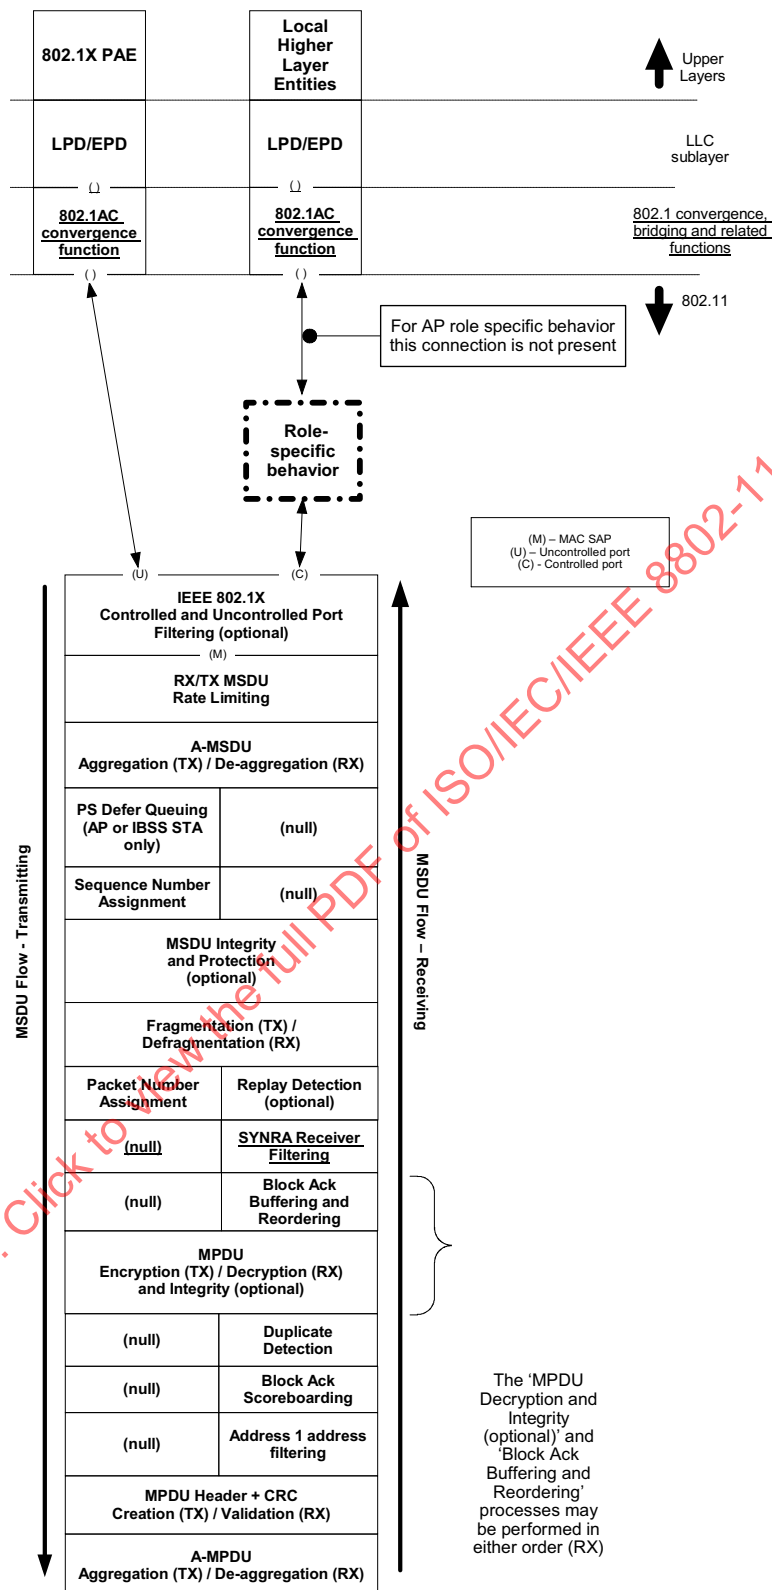 802.1X PAE
Local
Higher
Layer
Entities
Upper
Layers
LPD/EPD
LPD/EPD
LLC
sublayer
( )
( )
802.1AC
convergence
function
802.1AC
convergence
function
802.1 convergence,
bridging and related
functions
( )
( )
802.11
For AP role specific behavior
this connection is not present
Role-
specific
behavior
(M) – MAC SAP
(U) – Uncontrolled port
(C) - Controlled port
(U)
(C)
IEEE 802.1X
Controlled and Uncontrolled Port
Filtering (optional)
(M)
RX/TX MSDU
Rate Limiting
A-MSDU
Aggregation (TX) / De-aggregation (RX)
PS Defer Queuing
(AP or IBSS STA
only)
(null)
Sequence Number
Assignment
(null)
MSDU Integrity
and Protection
(optional)
Fragmentation (TX) /
Defragmentation (RX)
Packet Number
Assignment
Replay Detection
(optional)
(null)
SYNRA Receiver
Filtering
(null)
Block Ack
Buffering and
Reordering
MPDU
Encryption (TX) / Decryption (RX)
and Integrity (optional)
(null)
Duplicate
Detection
(null)
Block Ack
Scoreboarding
(null)
Address 1 address
filtering
MPDU Header + CRC
Creation (TX) / Validation (RX)
A-MPDU
Aggregation (TX) / De-aggregation (RX)
MSDU Flow - Transmitting
MSDU Flow – Receiving
The ‘MPDU
Decryption and
Integrity
(optional)’ and
‘Block Ack
Buffering and
Reordering’
processes may
be performed in
either order (RX)
. Click to view the full PDF of ISO/IEC/IEEE 8802-11